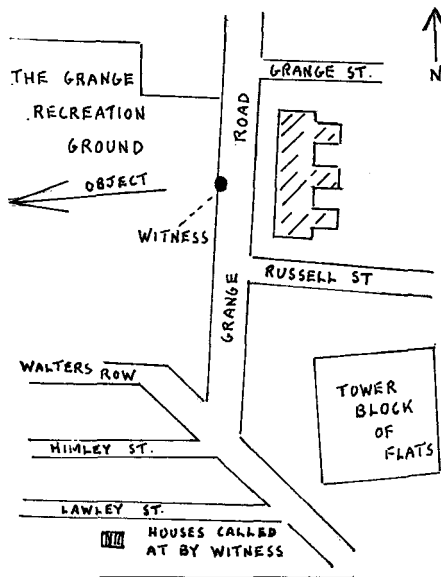 THE GRANGE
RECREATION
GROUND
GRANGE ST.
N
ROAD
OBJECT
WITNESS
RUSSELL ST
GRANGE
WALTERS
ROW
TOWER
BLOCK
OF
FLATS
HIMLEY ST.
LAWLEY ST.
HOUSES CALLED
AT BY WITNESS